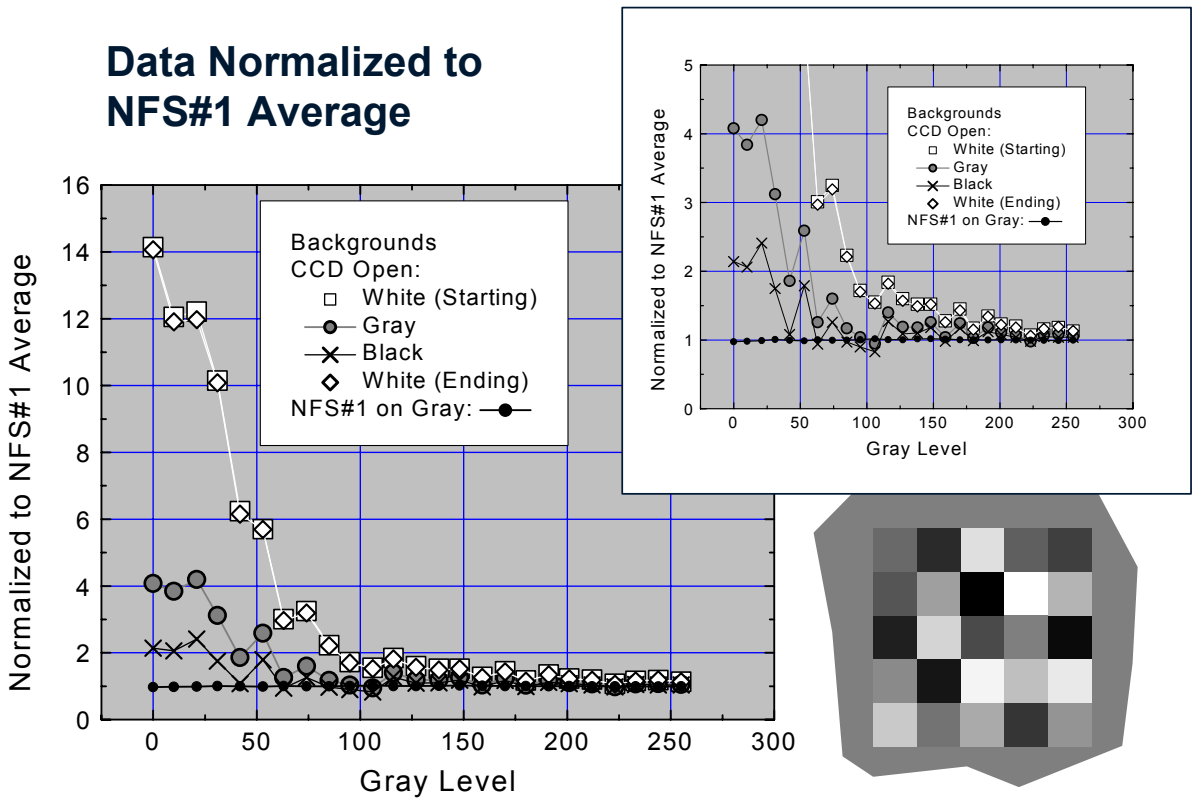 Data Normalized to
NFS#1 Average
Normalized to NFS#1 Average
16
14
12
10
8
6
4
2
0
Backgrounds
CCD Open:
White (Starting)
Gray
Black
White (Ending)
NFS#1 on Gray:
0 50 100 150 200 250 300
Gray Level
Normalized to NFS#1 Average
5
4
3
2
1
0
Backgrounds
CCD Open:
White (Starting)
Gray
Black
White (Ending)
NFS#1 on Gray:
0 50 100 150 200 250 300
Gray Level